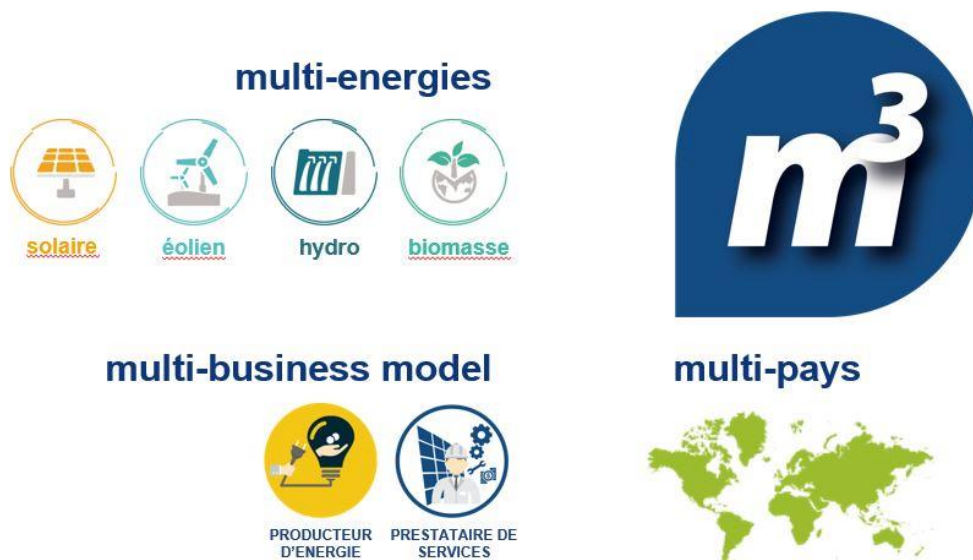 multi-energies
m³
solaire
éolien
hydro
biomasse
multi-business model
multi-pays
PRODUCTEUR
D'ENERGIE
PRESTATAIRE DE
SERVICES